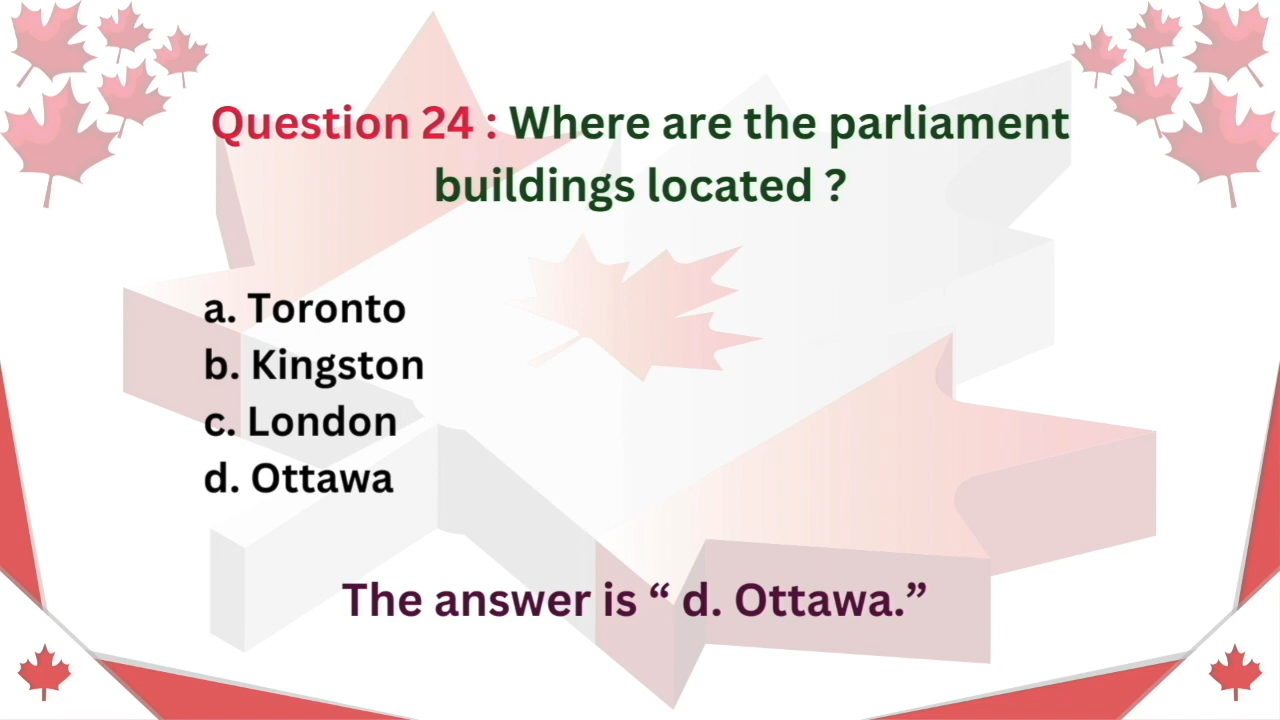 Question 24 : Where are the parliament
buildings located ?
a. Toronto
b. Kingston
c. London
d. Ottawa
The answer is “ d. Ottawa.”